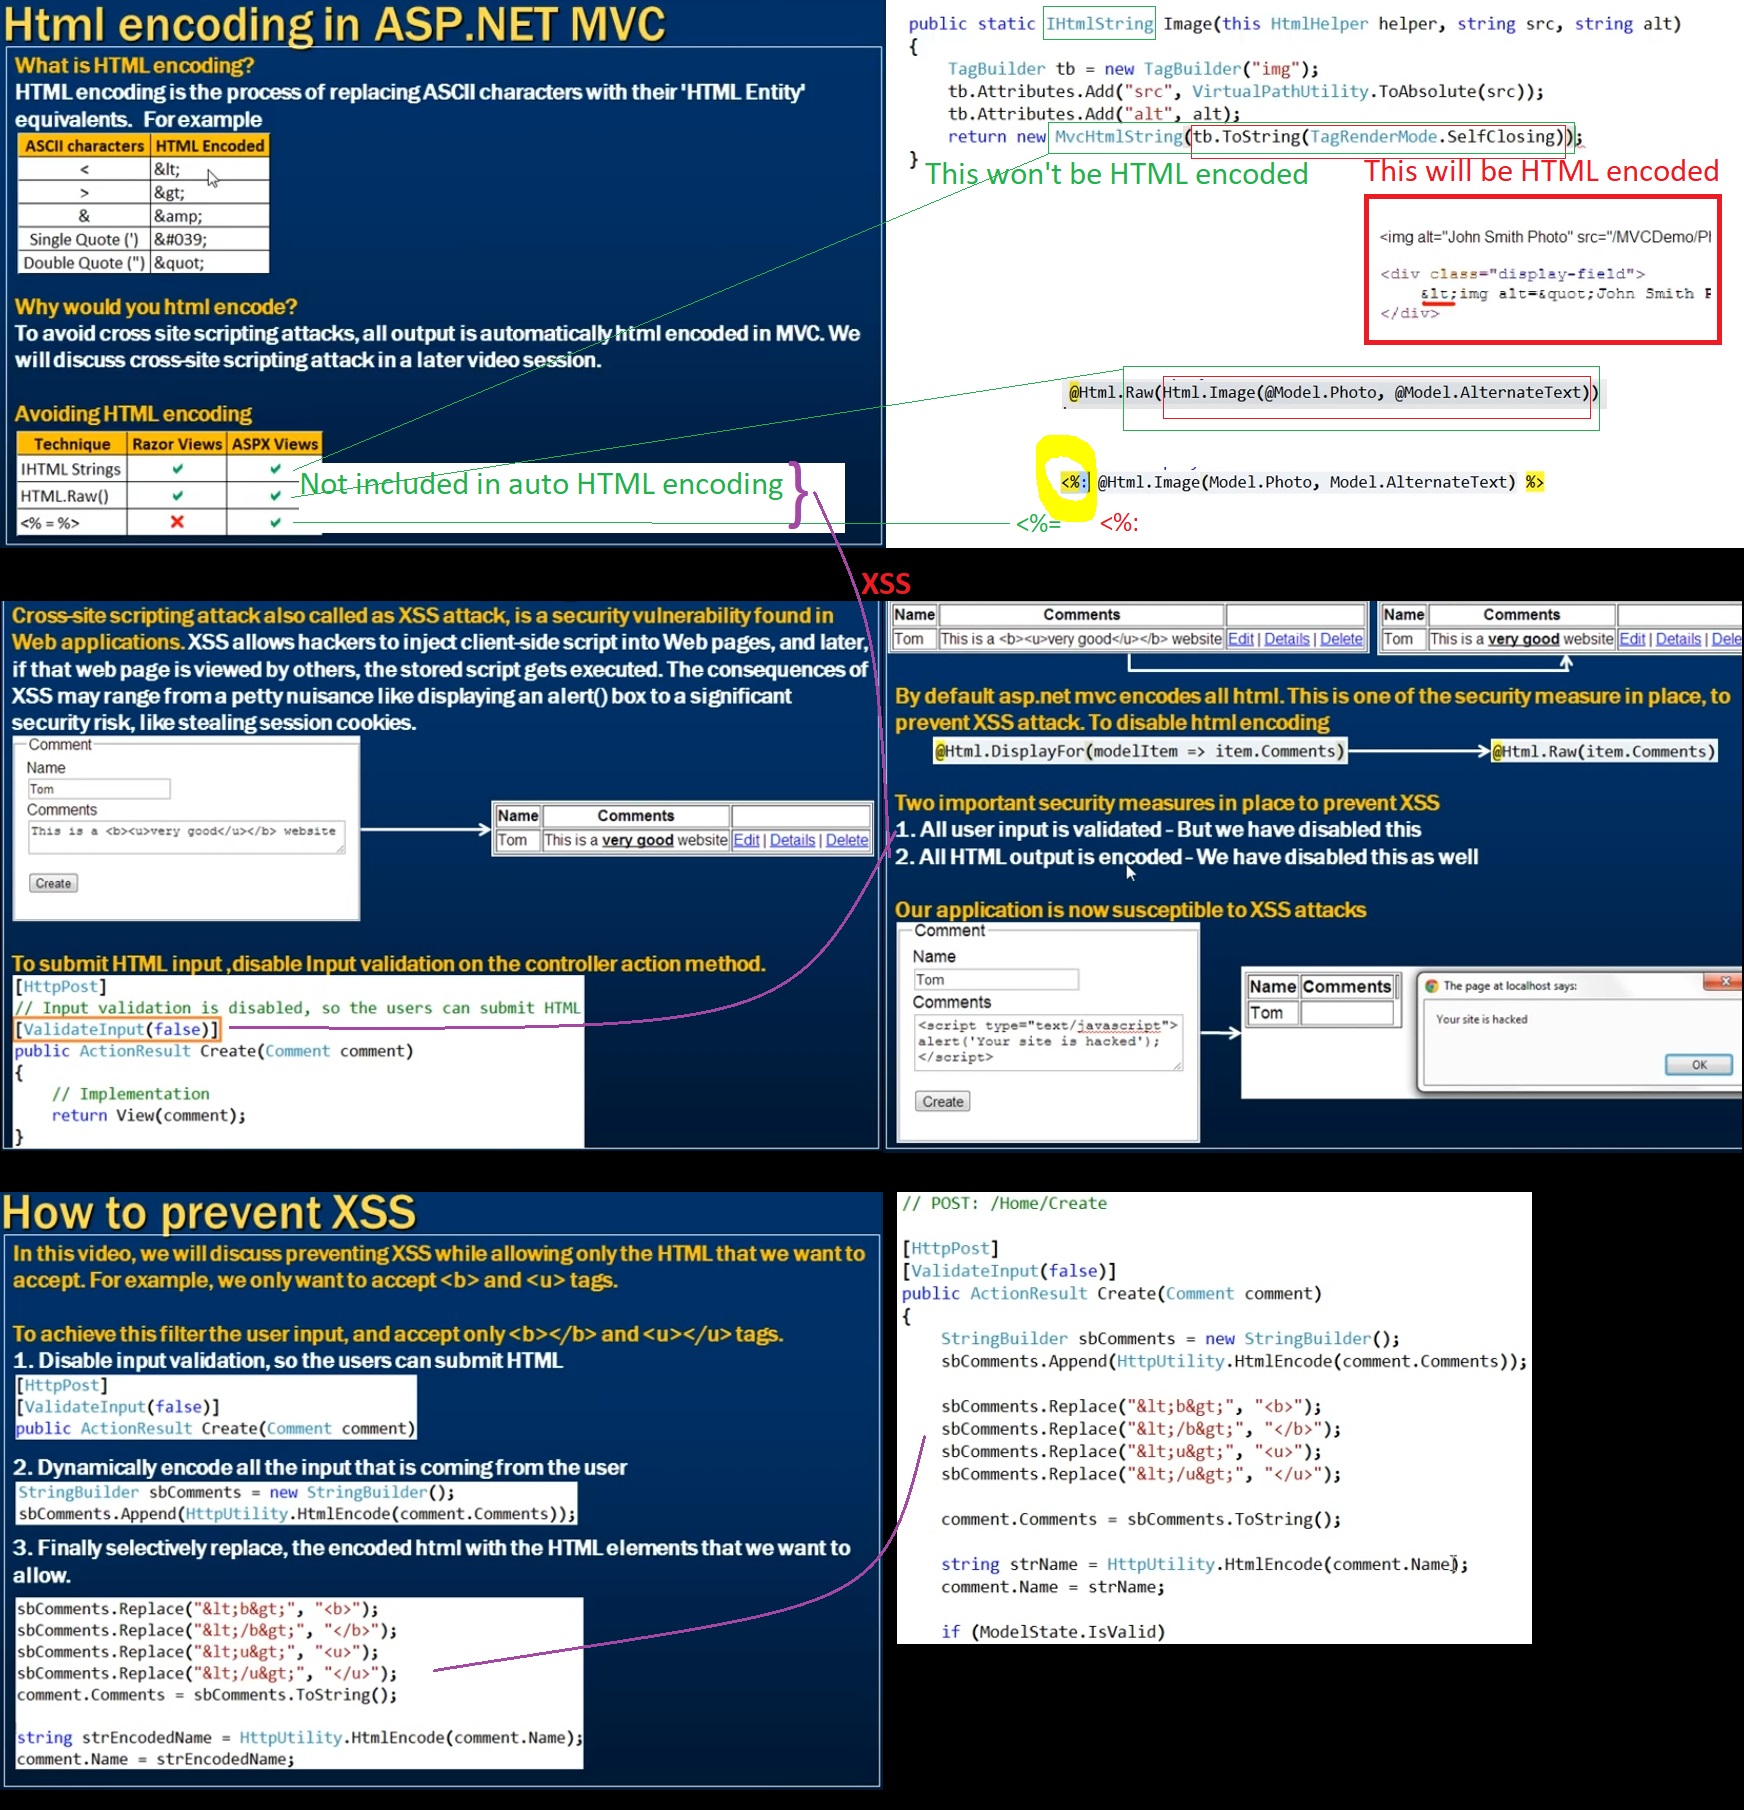 Html encoding in ASP.NET MVC
What is HTML encoding?
HTML encoding is the process of replacing ASCII characters with their 'HTML Entity'
equivalents. For example
ASCII characters HTML Encoded
< &lt;
> &gt;
& &amp;
Single Quote (') &#039;
Double Quote (") &quot;
Why would you html encode?
To avoid cross site scripting attacks, all output is automatically html encoded in MVC. We
will discuss cross-site scripting attack in a later video session.
Avoiding HTML encoding
Technique Razor Views ASPX Views
IHTML Strings ✔ ✔
HTML.Raw() ✔ ✔
<% = %> ✖ ✔
Not included in auto HTML encoding }
public static IHtmlString Image(this HtmlHelper helper, string src, string alt)
{
TagBuilder tb = new TagBuilder("img");
tb.Attributes.Add("src", VirtualPathUtility.ToAbsolute(src));
tb.Attributes.Add("alt", alt);
return new MvcHtmlString(tb.ToString(TagRenderMode.SelfClosing));
}
This won't be HTML encoded
This will be HTML encoded
<img alt="John Smith Photo" src="/MVCDemo/Ph
<div class="display-field">
&lt;img alt=&quot;John Smith P
</div>
@Html.Raw(Html.Image(@Model.Photo, @Model.AlternateText))
<%: @Html.Image(Model.Photo, Model.AlternateText) %>
<%= <%:
XSS
Cross-site scripting attack also called as XSS attack, is a security vulnerability found in
Web applications. XSS allows hackers to inject client-side script into Web pages, and later,
if that web page is viewed by others, the stored script gets executed. The consequences of
XSS may range from a petty nuisance like displaying an alert() box to a significant
security risk, like stealing session cookies.
Comment
Name
Tom
Comments
This is a <b><u>very good</u></b> website
Create
Name Comments
Tom This is a very good website Edit | Details | Delete
To submit HTML input ,disable Input validation on the controller action method.
[HttpPost]
// Input validation is disabled, so the users can submit HTML
[ValidateInput(false)]
public ActionResult Create(Comment comment)
{
// Implementation
return View(comment);
}
Name Comments
Tom This is a <b><u>very good</u></b> website Edit | Details | Delete
Name Comments
Tom This is a very good website Edit | Details | Dele
By default asp.net mvc encodes all html. This is one of the security measure in place, to
prevent XSS attack. To disable html encoding
@Html.DisplayFor(modelItem => item.Comments) @Html.Raw(item.Comments)
Two important security measures in place to prevent XSS
1. All user input is validated - But we have disabled this
2. All HTML output is encoded - We have disabled this as well
Our application is now susceptible to XSS attacks
Comment
Name
Tom
Comments
<script type="text/javascript">
alert('Your site is hacked');
</script>
Create
Name Comments
Tom
The page at localhost says:
Your site is hacked
OK
How to prevent XSS
In this video, we will discuss preventing XSS while allowing only the HTML that we want to
accept. For example, we only want to accept <b> and <u> tags.
To achieve this filter the user input, and accept only <b></b> and <u></u> tags.
1. Disable input validation, so the users can submit HTML
[HttpPost]
[ValidateInput(false)]
public ActionResult Create(Comment comment)
2. Dynamically encode all the input that is coming from the user
StringBuilder sbComments = new StringBuilder();
sbComments.Append(HttpUtility.HtmlEncode(comment.Comments));
3. Finally selectively replace, the encoded html with the HTML elements that we want to
allow.
sbComments.Replace("&lt;b&gt;", "<b>");
sbComments.Replace("&lt;/b&gt;", "</b>");
sbComments.Replace("&lt;u&gt;", "<u>");
sbComments.Replace("&lt;/u&gt;", "</u>");
comment.Comments = sbComments.ToString();
string strEncodedName = HttpUtility.HtmlEncode(comment.Name);
comment.Name = strEncodedName;
// POST: /Home/Create
[HttpPost]
[ValidateInput(false)]
public ActionResult Create(Comment comment)
{
StringBuilder sbComments = new StringBuilder();
sbComments.Append(HttpUtility.HtmlEncode(comment.Comments));
sbComments.Replace("&lt;b&gt;", "<b>");
sbComments.Replace("&lt;/b&gt;", "</b>");
sbComments.Replace("&lt;u&gt;", "<u>");
sbComments.Replace("&lt;/u&gt;", "</u>");
comment.Comments = sbComments.ToString();
string strName = HttpUtility.HtmlEncode(comment.Name);
comment.Name = strName;
if (ModelState.IsValid)